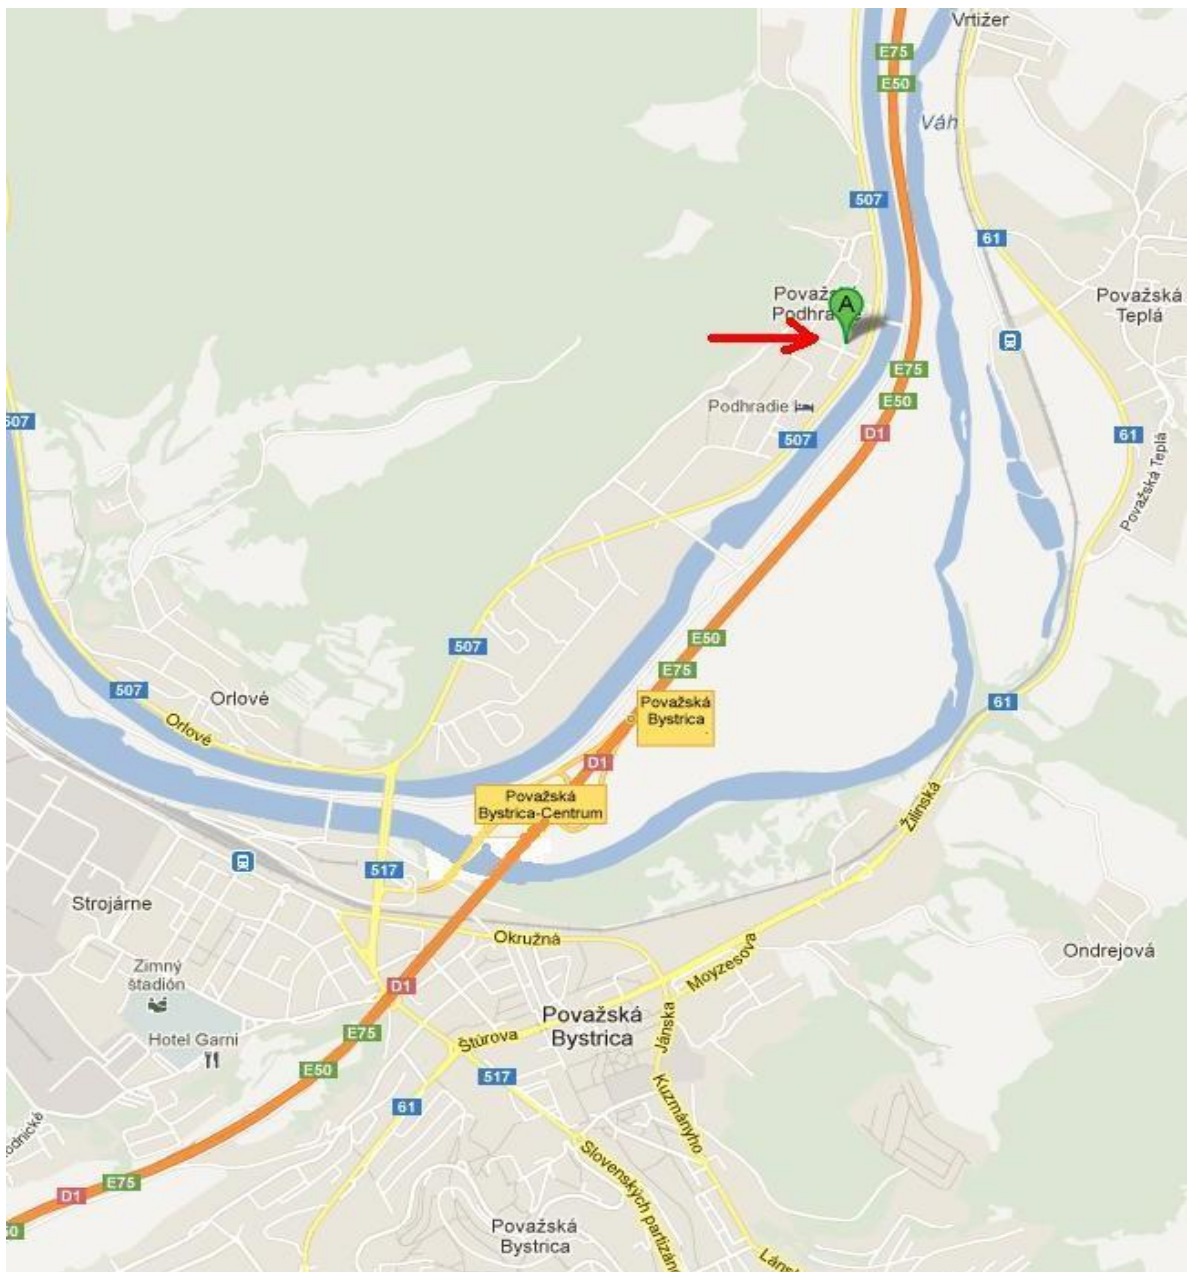 Vrtižer
E75
E50
Váh
507
61
Považská
Teplá
A
Podhradie
E75
E50
Podhradie
507
D1
507
61
Považská Teplá
E50
507
E75
Orlové
507
61
Považská
Bystrica
Orlové
D1
Považská
Bystrica-Centrum
Žilinská
517
Strojárne
Okružná
Moyzesova
Ondrejová
Zimný
štadión
D1
Považská
Bystrica
Jánska
E75
Štúrova
Hotel Garni
E50
517
Kuzmányho
61
Slovenských partizáno
E75
D1
Považská
Bystrica